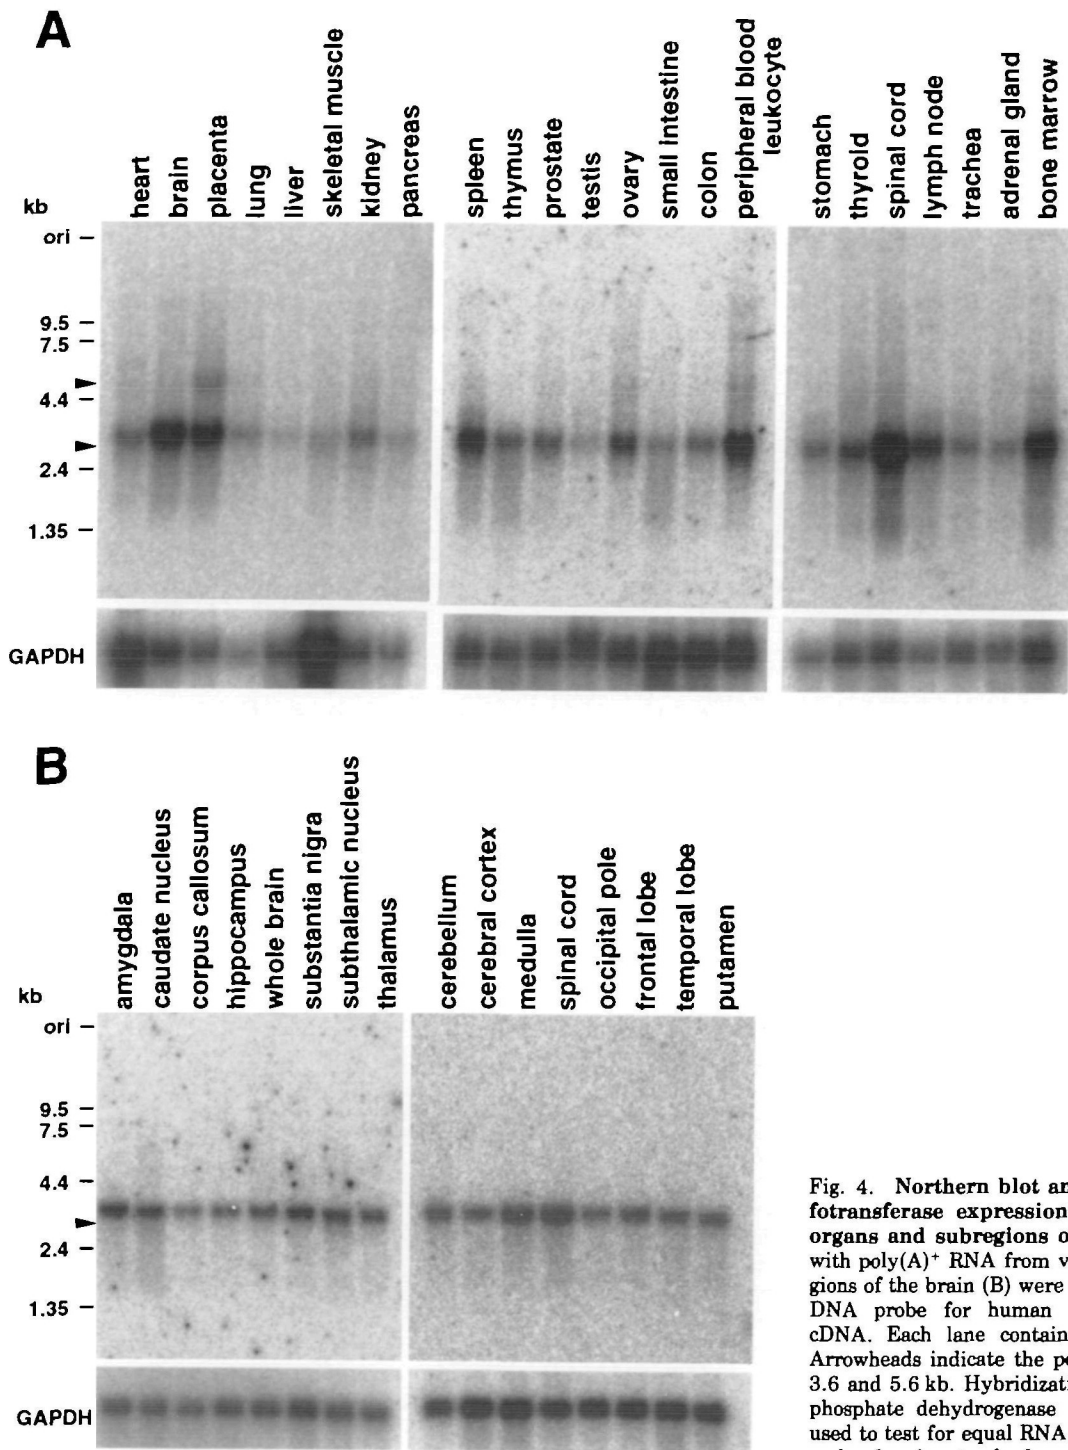 A
heart
brain
placenta
lung
liver
skeletal muscle
kidney
pancreas
spleen
thymus
prostate
testis
ovary
small intestine
colon
peripheral blood
leukocyte
stomach
thyroid
spinal cord
lymph node
trachea
adrenal gland
bone marrow
kb
ori
9.5
7.5
4.4
2.4
1.35
GAPDH
B
amygdala
caudate nucleus
corpus callosum
hippocampus
whole brain
substantia nigra
subthalamic nucleus
thalamus
cerebellum
cerebral cortex
medulla
spinal cord
occipital pole
frontal lobe
temporal lobe
putamen
kb
ori
9.5
7.5
4.4
2.4
1.35
GAPDH
Fig. 4. Northern blot an
fotransferase expression
organs and subregions o
with poly(A)+ RNA from v
gions of the brain (B) were
DNA probe for human
cDNA. Each lane contain
Arrowheads indicate the po
3.6 and 5.6 kb. Hybridizati
phosphate dehydrogenase
used to test for equal RNA